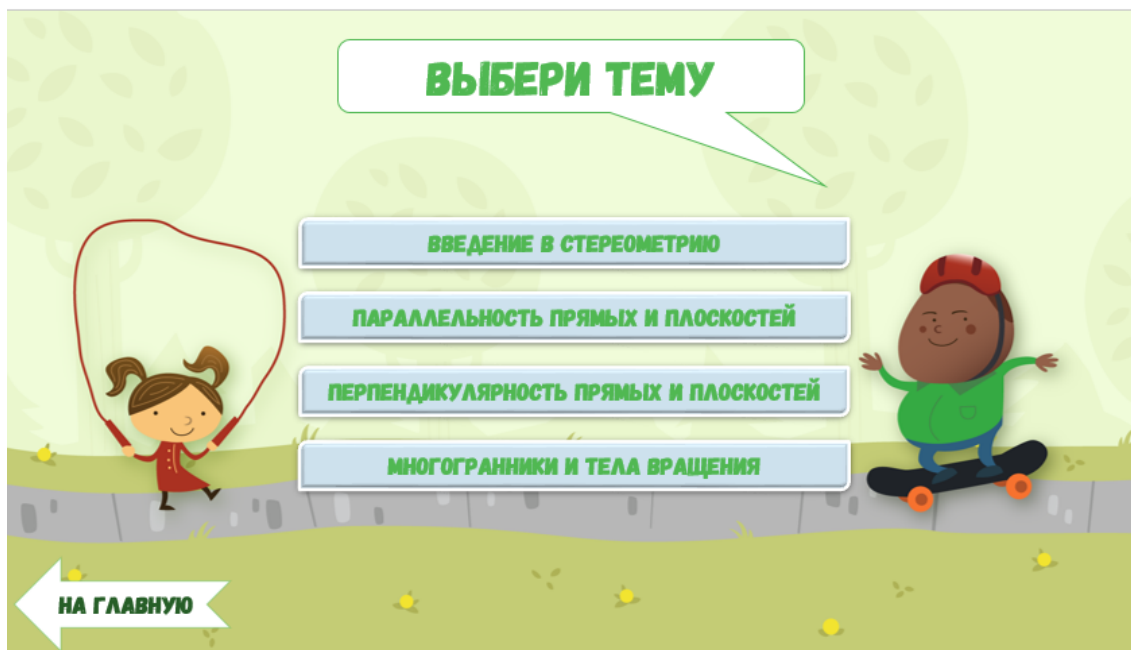 ВЫБЕРИ ТЕМУ
ВВЕДЕНИЕ В СТЕРЕОМЕТРИЮ
ПАРАЛЛЕЛЬНОСТЬ ПРЯМЫХ И ПЛОСКОСТЕЙ
ПЕРПЕНДИКУЛЯРНОСТЬ ПРЯМЫХ И ПЛОСКОСТЕЙ
МНОГОГРАННИКИ И ТЕЛА ВРАЩЕНИЯ
НА ГЛАВНУЮ